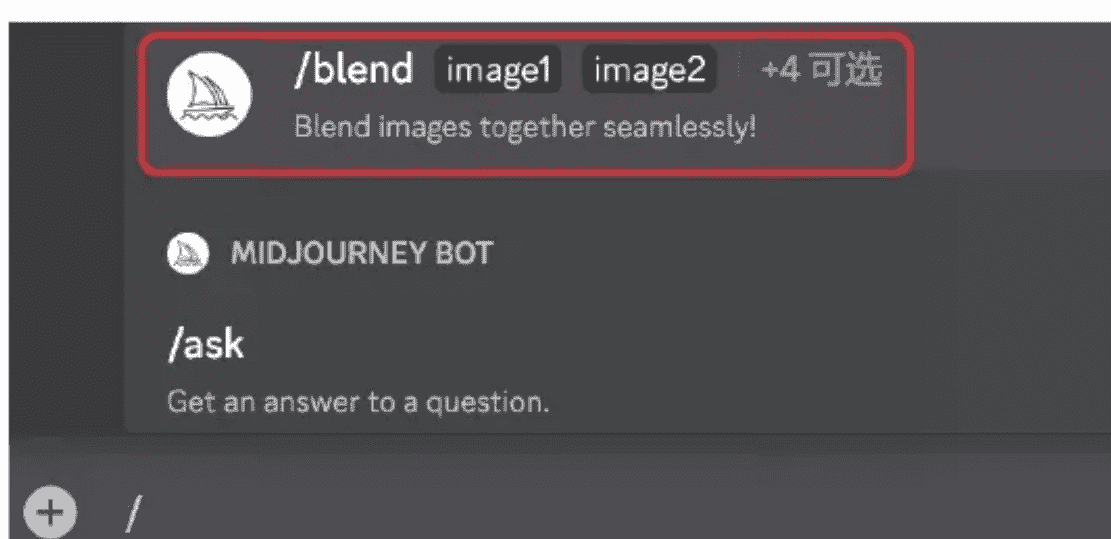 /blend image1 image2 +4 可选
Blend images together seamlessly!
MIDJOURNEY BOT
/ask
Get an answer to a question.
/